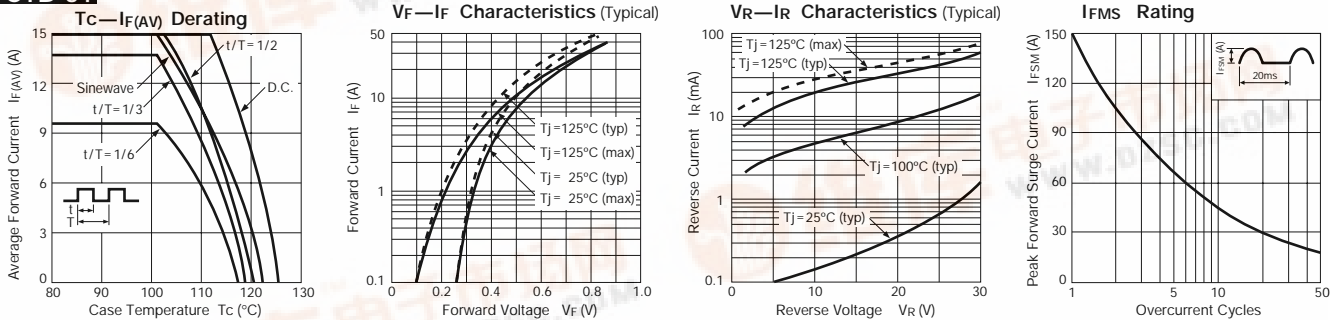 Tc—IF(AV) Derating
Average Forward Current IF(AV) (A)
15
12
9
6
3
0
t/T=1/2
Sinewave
D.C.
t/T=1/3
t/T=1/6
t
T
80 90 100 110 120 130
Case Temperature Tc (°C)
VF—IF Characteristics (Typical)
Forward Current IF (A)
50
10
1
0.1
Tj=125°C (typ)
Tj=125°C (max)
Tj= 25°C (typ)
Tj= 25°C (max)
0 0.2 0.4 0.6 0.8 1.0
Forward Voltage VF (V)
VR—IR Characteristics (Typical)
Reverse Current IR (mA)
100
10
1
0.1
Tj=125°C (max)
Tj=125°C (typ)
Tj=100°C (typ)
Tj=25°C (typ)
0 10 20 30
Reverse Voltage VR (V)
IFMS Rating
Peak Forward Surge Current IFSM (A)
150
120
90
60
30
0
IFSM (A)
20ms
1 5 10 50
Overcurrent Cycles
WWW.DZSC.COM